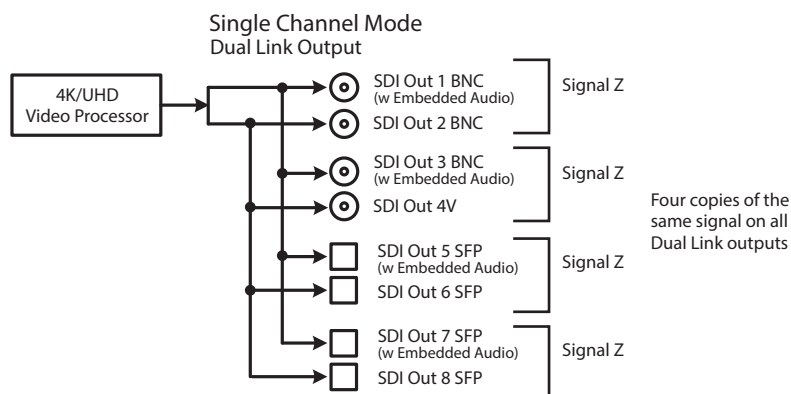 Single Channel Mode
Dual Link Output
4K/UHD
Video Processor
SDI Out 1 BNC
(w Embedded Audio)
SDI Out 2 BNC
Signal Z
SDI Out 3 BNC
(w Embedded Audio)
SDI Out 4V
Signal Z
SDI Out 5 SFP
(w Embedded Audio)
SDI Out 6 SFP
Signal Z
SDI Out 7 SFP
(w Embedded Audio)
SDI Out 8 SFP
Signal Z
Four copies of the
same signal on all
Dual Link outputs